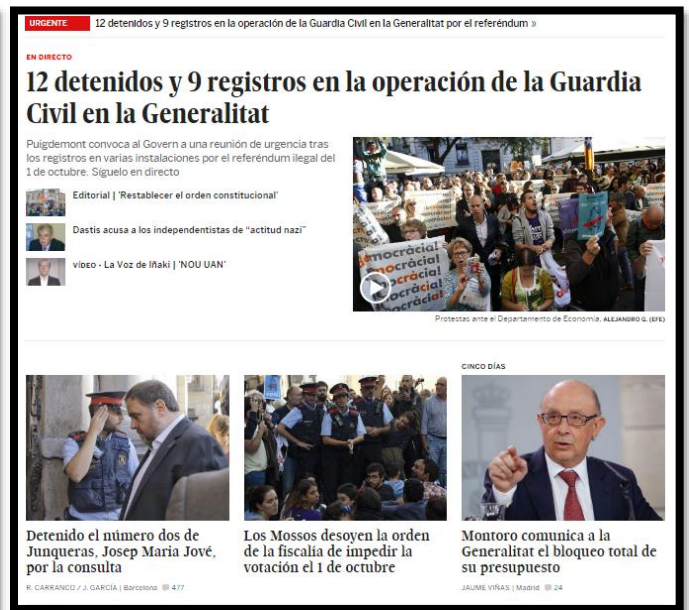 URGENTE 12 detenidos y 9 registros en la operación de la Guardia Civil en la Generalitat por el referéndum »
EN DIRECTO
12 detenidos y 9 registros en la operación de la Guardia
Civil en la Generalitat
Puigdemont convoca al Govern a una reunión de urgencia tras
los registros en varias instalaciones por el referéndum ilegal del
1 de octubre. Síguelo en directo
Editorial | 'Restablecer el orden constitucional'
Dastis acusa a los independentistas de “actitud nazi”
VÍDEO - La Voz de Iñaki | 'NOU UAN'
mocràcia!
mocràcia!
ocràcia!
Protestas ante el Departamento de Economía. ALEJANDRO G. (EFE)
Detenido el número dos de
Junqueras, Josep Maria Jové,
por la consulta
R. CARRANCO / J. GARCÍA | Barcelona 477
Los Mossos desoyen la orden
de la fiscalía de impedir la
votación el 1 de octubre
CINCO DÍAS
Montoro comunica a la
Generalitat el bloqueo total de
su presupuesto
JAUME VIÑAS | Madrid 24